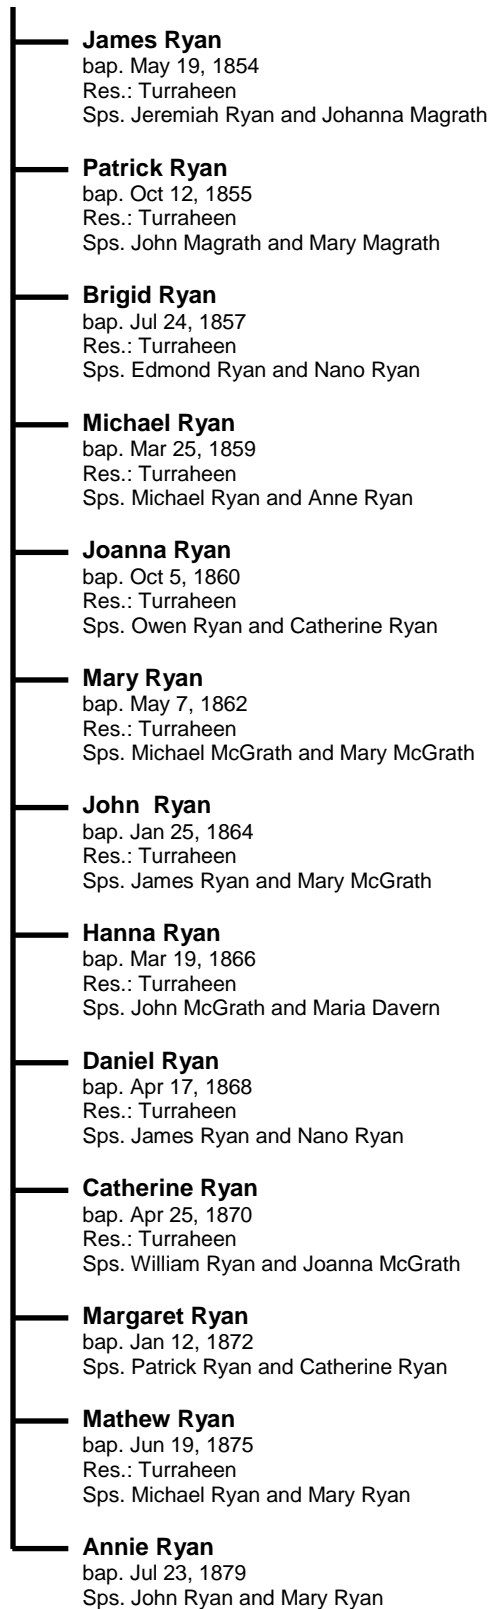 James Ryan
bap. May 19, 1854
Res.: Turraheen
Sps. Jeremiah Ryan and Johanna Magrath
Patrick Ryan
bap. Oct 12, 1855
Res.: Turraheen
Sps. John Magrath and Mary Magrath
Brigid Ryan
bap. Jul 24, 1857
Res.: Turraheen
Sps. Edmond Ryan and Nano Ryan
Michael Ryan
bap. Mar 25, 1859
Res.: Turraheen
Sps. Michael Ryan and Anne Ryan
Joanna Ryan
bap. Oct 5, 1860
Res.: Turraheen
Sps. Owen Ryan and Catherine Ryan
Mary Ryan
bap. May 7, 1862
Res.: Turraheen
Sps. Michael McGrath and Mary McGrath
John  Ryan
bap. Jan 25, 1864
Res.: Turraheen
Sps. James Ryan and Mary McGrath
Hanna Ryan
bap. Mar 19, 1866
Res.: Turraheen
Sps. John McGrath and Maria Davern
Daniel Ryan
bap. Apr 17, 1868
Res.: Turraheen
Sps. James Ryan and Nano Ryan
Catherine Ryan
bap. Apr 25, 1870
Res.: Turraheen
Sps. William Ryan and Joanna McGrath
Margaret Ryan
bap. Jan 12, 1872
Sps. Patrick Ryan and Catherine Ryan
Mathew Ryan
bap. Jun 19, 1875
Res.: Turraheen
Sps. Michael Ryan and Mary Ryan
Annie Ryan
bap. Jul 23, 1879
Sps. John Ryan and Mary Ryan